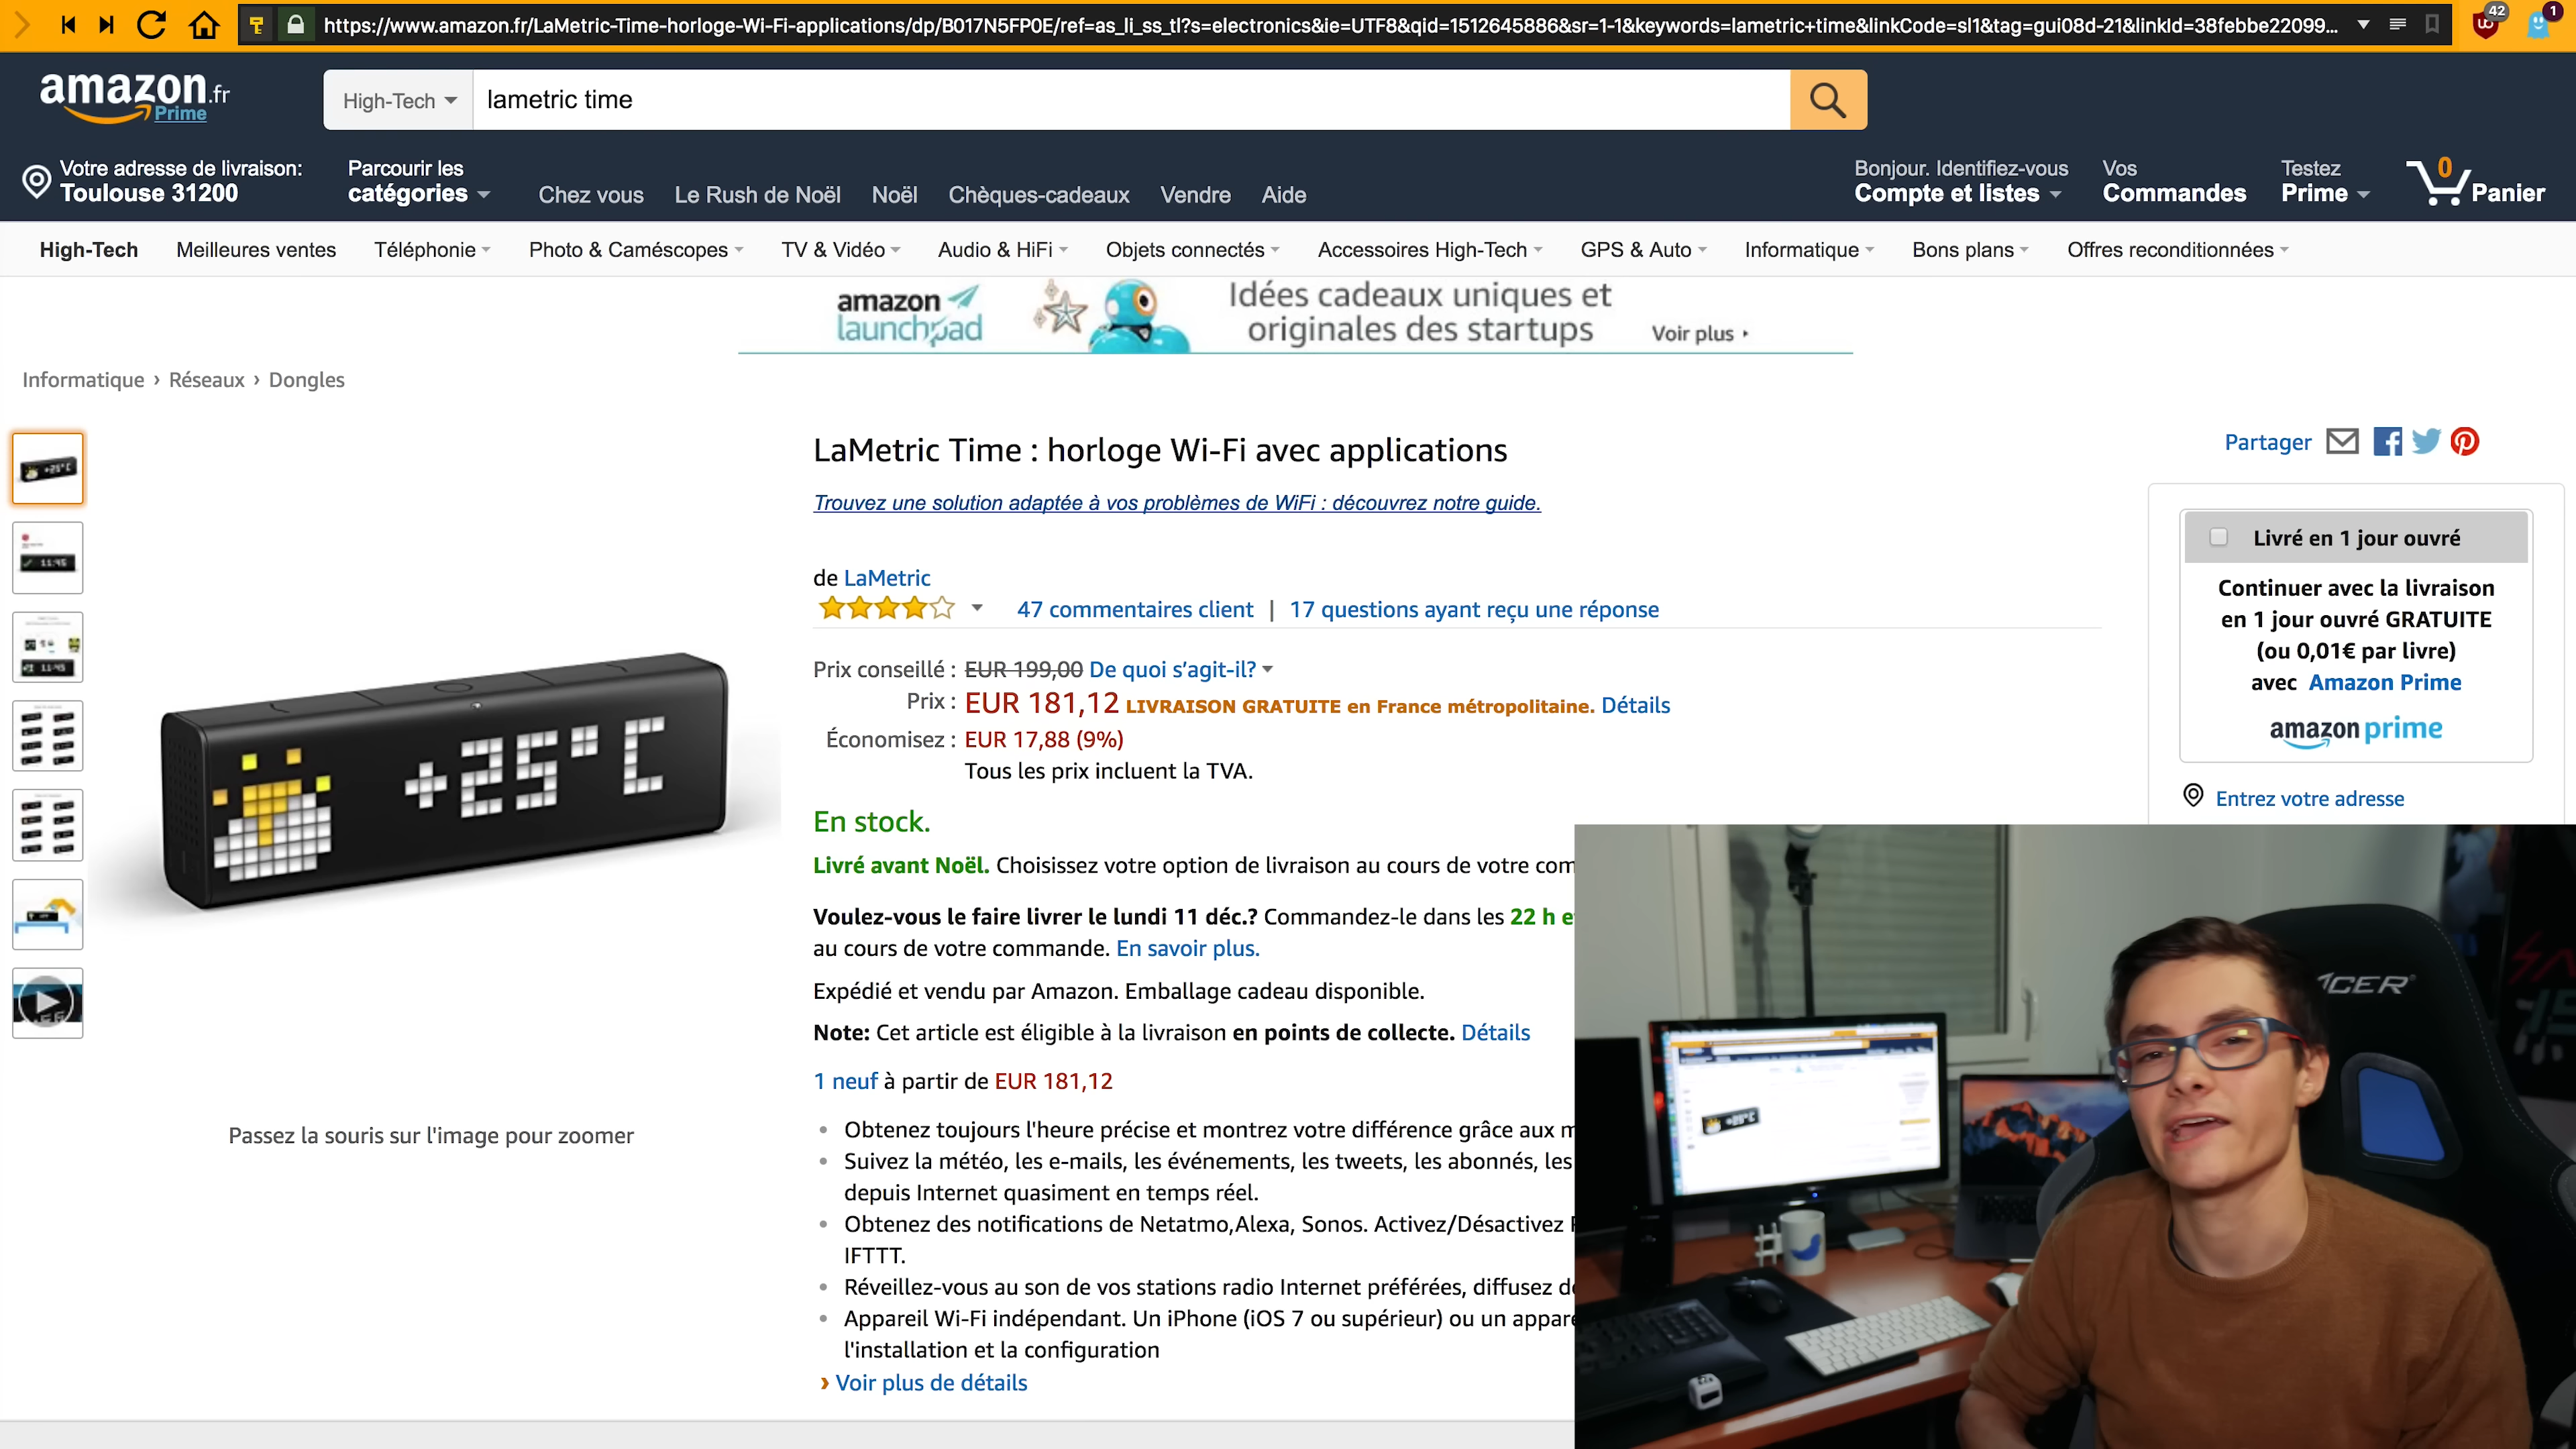 https://www.amazon.fr/LaMetric-Time-horloge-Wi-Fi-applications/dp/B017N5FP0E/ref=as_li_ss_tl?s=electronics&ie=UTF8&qid=1512645886&sr=1-1&keywords=lametric+time&linkCode=sl1&tag=gui08d-21&linkId=38febbe22099...
42
1
amazon.fr
Prime
High-Tech
lametric time
Votre adresse de livraison:
Toulouse 31200
Parcourir les
catégories
Chez vous
Le Rush de Noël
Noël
Chèques-cadeaux
Vendre
Aide
Bonjour. Identifiez-vous
Compte et listes
Vos
Commandes
Testez
Prime
0
Panier
High-Tech
Meilleures ventes
Téléphonie
Photo & Caméscopes
TV & Vidéo
Audio & HiFi
Objets connectés
Accessoires High-Tech
GPS & Auto
Informatique
Bons plans
Offres reconditionnées
amazon
launchpad
Idées cadeaux uniques et
originales des startups
Voir plus
Informatique › Réseaux › Dongles
LaMetric Time : horloge Wi-Fi avec applications
Partager
Trouvez une solution adaptée à vos problèmes de WiFi : découvrez notre guide.
de LaMetric
47 commentaires client | 17 questions ayant reçu une réponse
Prix conseillé : EUR 199,00 De quoi s'agit-il?
Prix : EUR 181,12 LIVRAISON GRATUITE en France métropolitaine. Détails
Économisez : EUR 17,88 (9%)
Tous les prix incluent la TVA.
En stock.
Livré avant Noël. Choisissez votre option de livraison au cours de votre com
Voulez-vous le faire livrer le lundi 11 déc.? Commandez-le dans les 22 h e
au cours de votre commande. En savoir plus.
Expédié et vendu par Amazon. Emballage cadeau disponible.
Note: Cet article est éligible à la livraison en points de collecte. Détails
1 neuf à partir de EUR 181,12
Obtenez toujours l'heure précise et montrez votre différence grâce aux m
Suivez la météo, les e-mails, les événements, les tweets, les abonnés, les
depuis Internet quasiment en temps réel.
Obtenez des notifications de Netatmo,Alexa, Sonos. Activez/Désactivez
IFTTT.
Réveillez-vous au son de vos stations radio Internet préférées, diffusez de
Appareil Wi-Fi indépendant. Un iPhone (iOS 7 ou supérieur) ou un appare
l'installation et la configuration
Voir plus de détails
Livré en 1 jour ouvré
Continuer avec la livraison
en 1 jour ouvré GRATUITE
(ou 0,01€ par livre)
avec Amazon Prime
amazon prime
Entrez votre adresse
+25°C
+25°C
11:45
11:45
Passez la souris sur l'image pour zoomer
+25°C
#
ACER